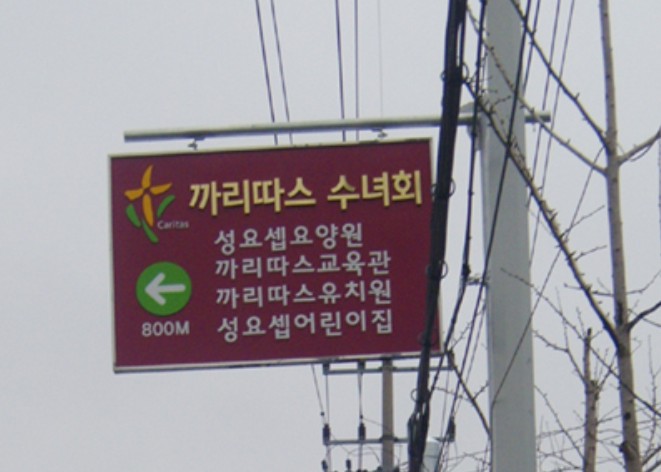 까리따스 수녀회
Caritas
성요셉요양원
까리따스교육관
까리따스유치원
성요셉어린이집
800M